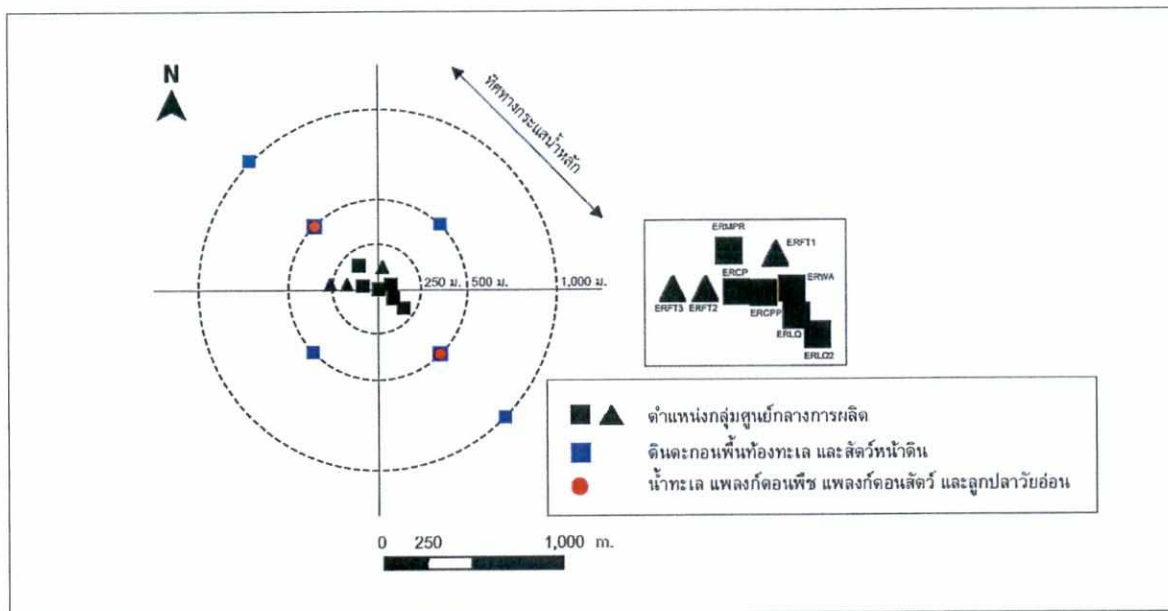 N
ทิศทางกระแสน้ำหลัก
250 ม.
500 ม.
1,000 ม.
ERMPR
ERFT1
ERCP
ERWA
ERFT3
ERFT2
ERCPP
ERLQ
ERLQ2
ตำแหน่งกลุ่มศูนย์กลางการผลิต
ดินตะกอนพื้นท้องทะเล และสัตว์หน้าดิน
น้ำทะเล แพลงก์ตอนพืช แพลงก์ตอนสัตว์ และลูกปลาวัยอ่อน
0 250 1,000 m.